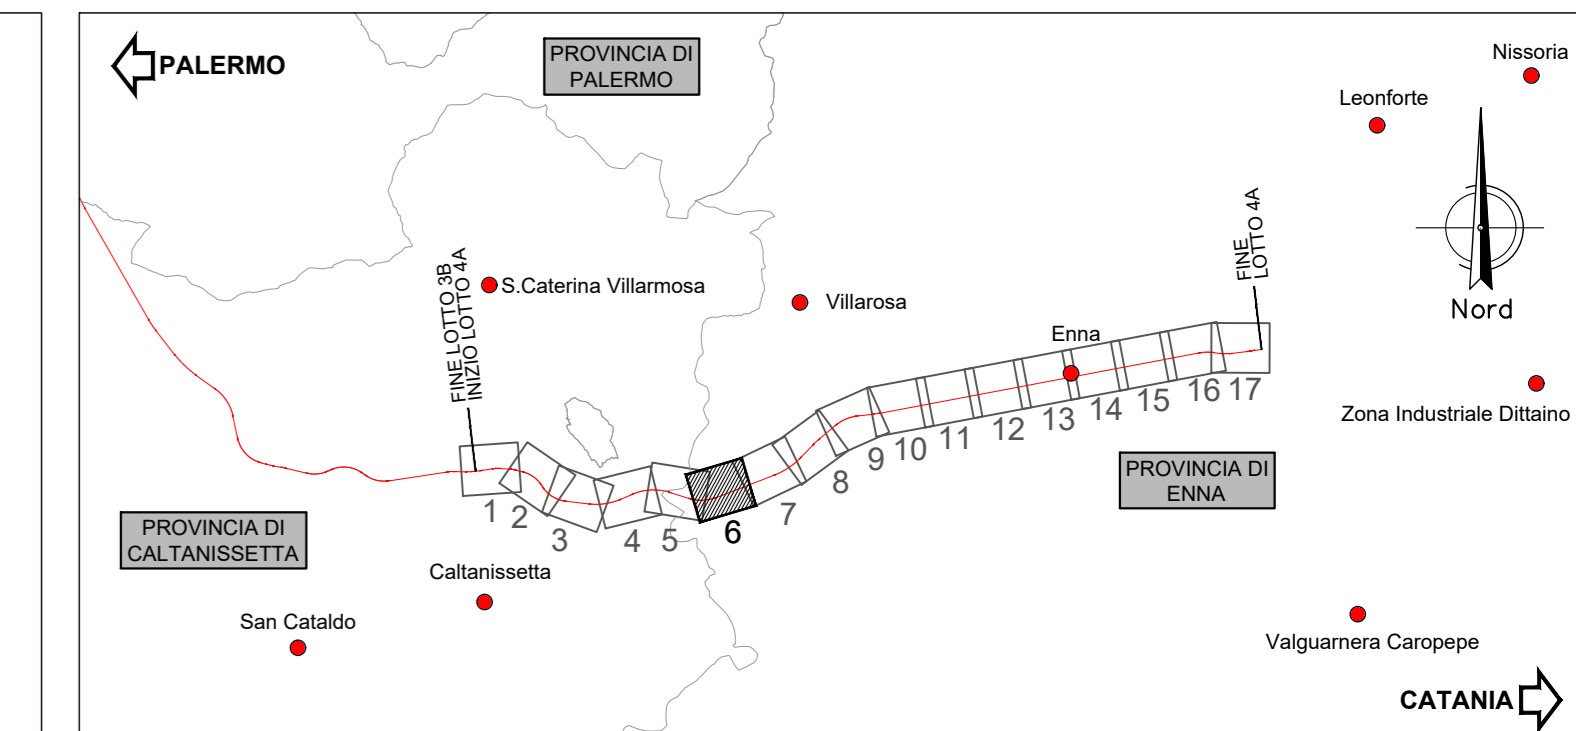 PALERMO
PROVINCIA DI
PALERMO
Nissoria
Leonforte
Nord
FINE LOTTO 3B
INIZIO LOTTO 4A
S.Caterina Villarmosa
Villarosa
Enna
FINE
LOTTO 4A
Zona Industriale Dittaino
1
2
3
4
5
6
7
8
9
10
11
12
13
14
15
16
17
PROVINCIA DI
ENNA
PROVINCIA DI
CALTANISSETTA
Caltanissetta
San Cataldo
Valguarnera Caropepe
CATANIA